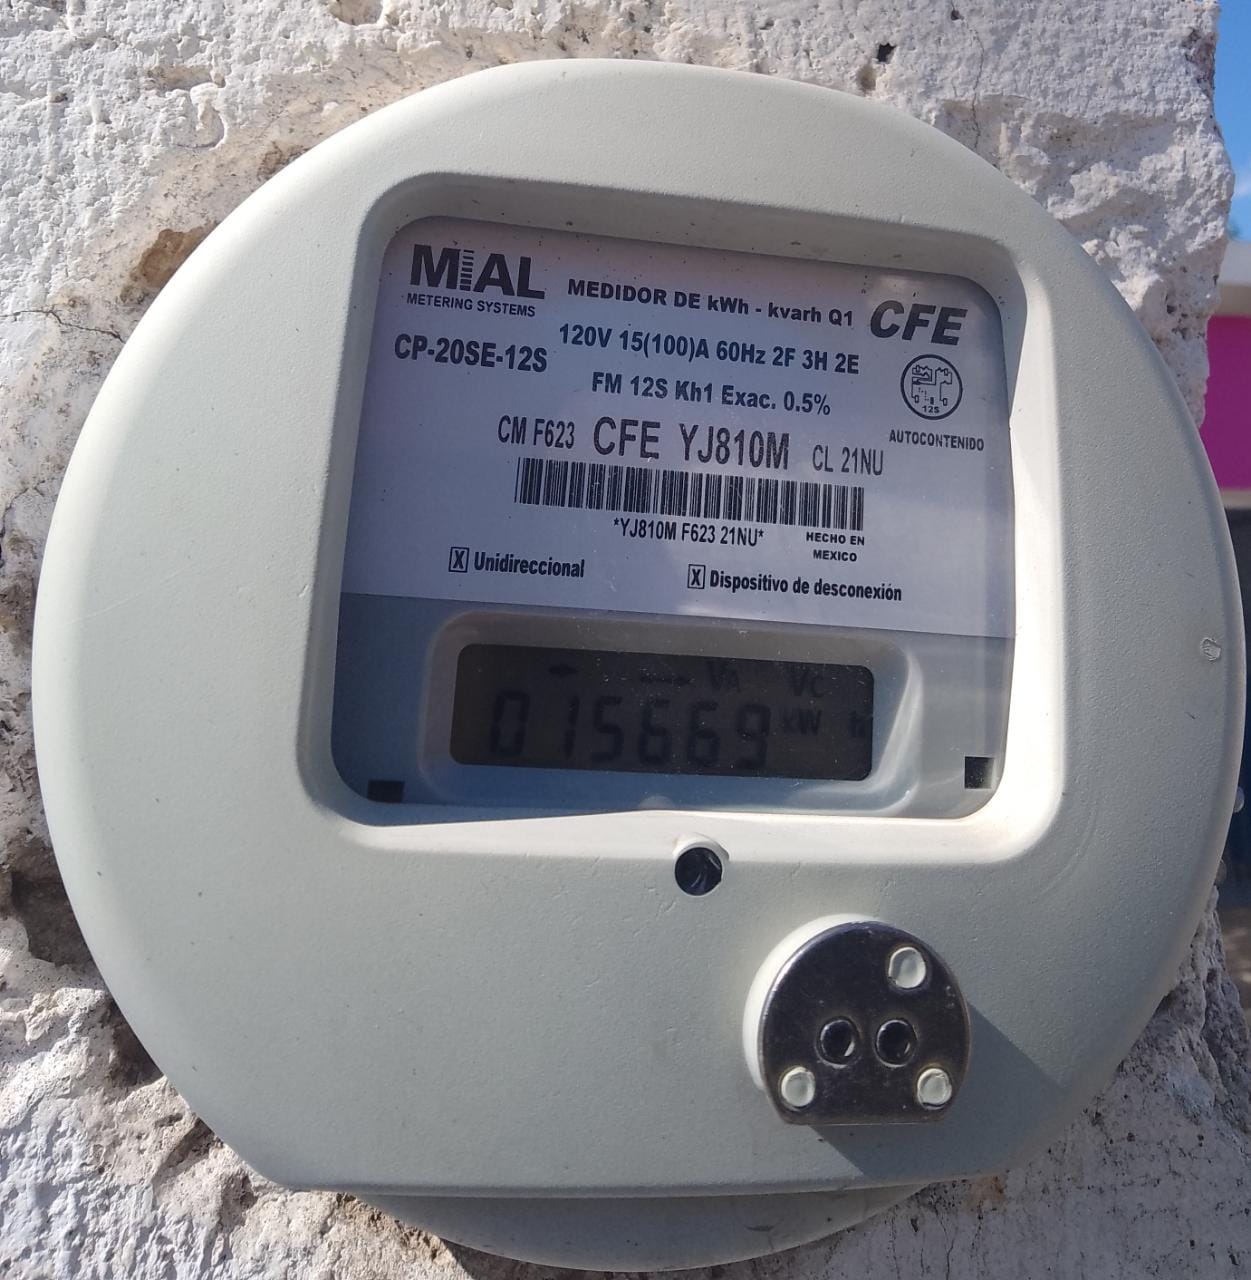 MIAL
METERING SYSTEMS
MEDIDOR DE kWh - kvarh Q1
CFE
CP-20SE-12S
120V 15(100)A 60Hz 2F 3H 2E
FM 12S Kh1 Exac. 0.5%
12S
AUTOCONTENIDO
CM F623 CFE YJ810M CL 21NU
*YJ810M F623 21NU*
HECHO EN
MEXICO
X Unidireccional
X Dispositivo de desconexión
VA VC
015669 kW h